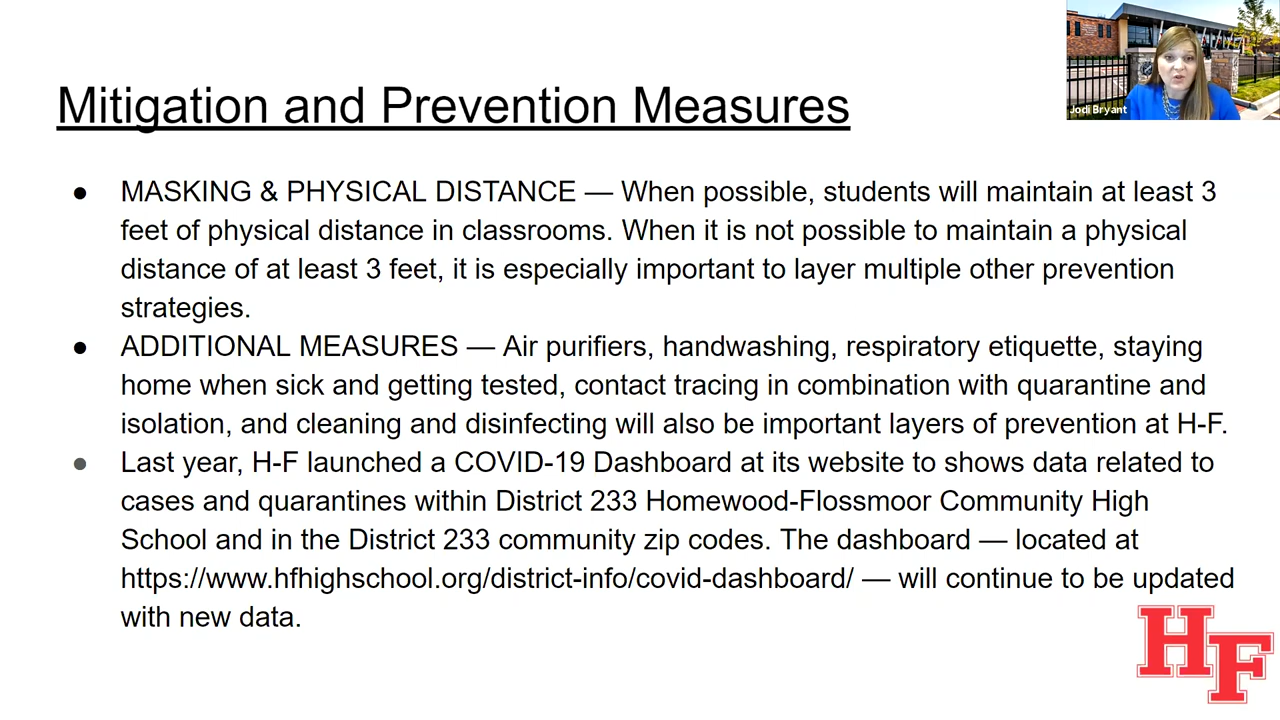 Jodi Bryant
Mitigation and Prevention Measures
● MASKING & PHYSICAL DISTANCE — When possible, students will maintain at least 3
feet of physical distance in classrooms. When it is not possible to maintain a physical
distance of at least 3 feet, it is especially important to layer multiple other prevention
strategies.
● ADDITIONAL MEASURES — Air purifiers, handwashing, respiratory etiquette, staying
home when sick and getting tested, contact tracing in combination with quarantine and
isolation, and cleaning and disinfecting will also be important layers of prevention at H-F.
● Last year, H-F launched a COVID-19 Dashboard at its website to shows data related to
cases and quarantines within District 233 Homewood-Flossmoor Community High
School and in the District 233 community zip codes. The dashboard — located at
https://www.hfhighschool.org/district-info/covid-dashboard/ — will continue to be updated
with new data.
HF